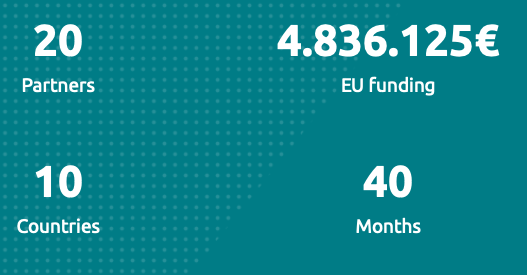 20
Partners
4.836.125€
EU funding
10
Countries
40
Months